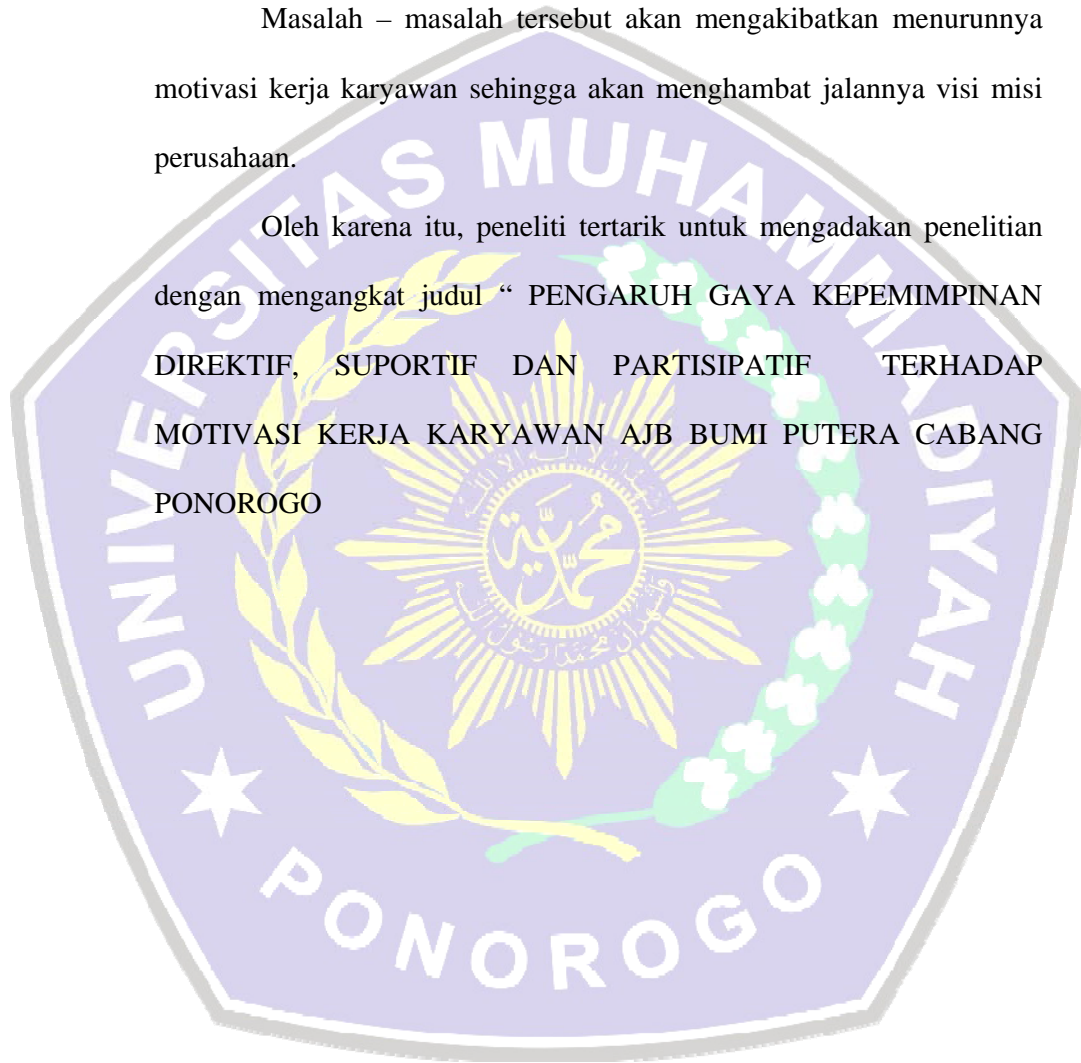 Masalah – masalah tersebut akan mengakibatkan menurunnya
motivasi kerja karyawan sehingga akan menghambat jalannya visi misi
perusahaan.
Oleh karena itu, peneliti tertarik untuk mengadakan penelitian
dengan mengangkat judul “ PENGARUH GAYA KEPEMIMPINAN
DIREKTIF, SUPORTIF DAN PARTISIPATIF TERHADAP
MOTIVASI KERJA KARYAWAN AJB BUMI PUTERA CABANG
PONOROGO
UNIVERSITAS MUHAMMADIYAH
PONOROGO